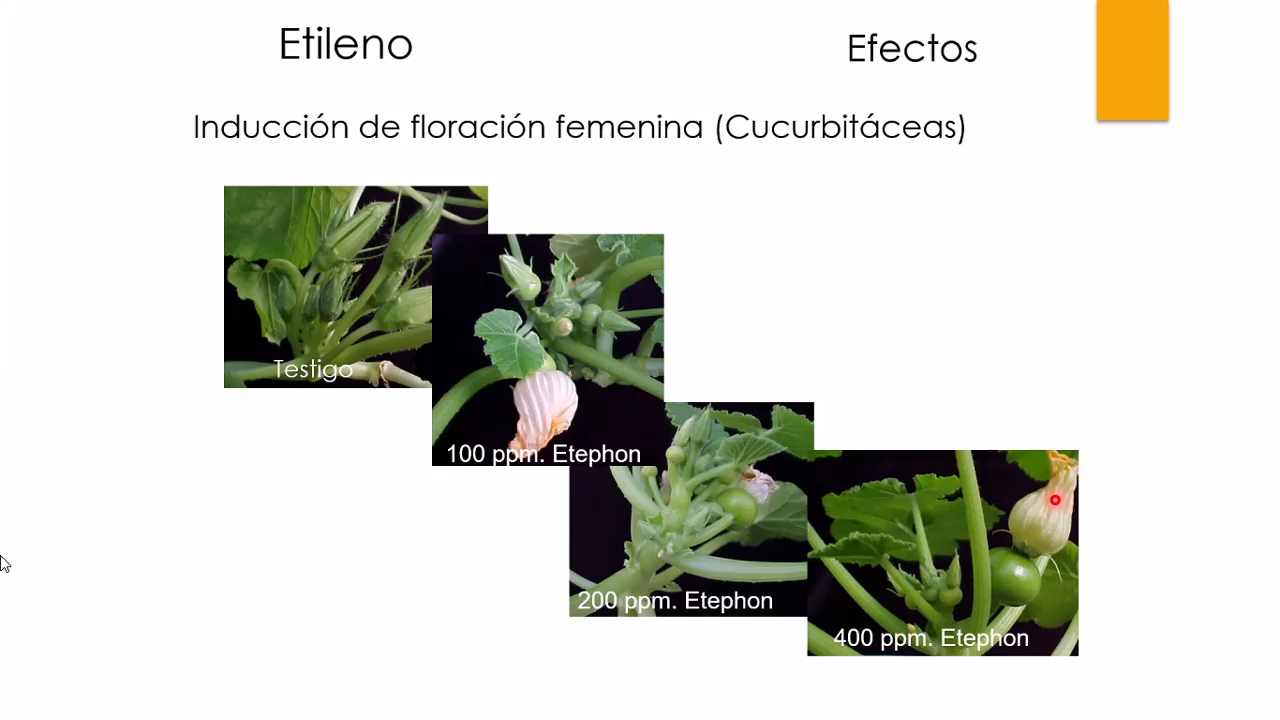 Etileno
Efectos
Inducción de floración femenina (Cucurbitáceas)
Testigo
100 ppm. Etephon
200 ppm. Etephon
400 ppm. Etephon